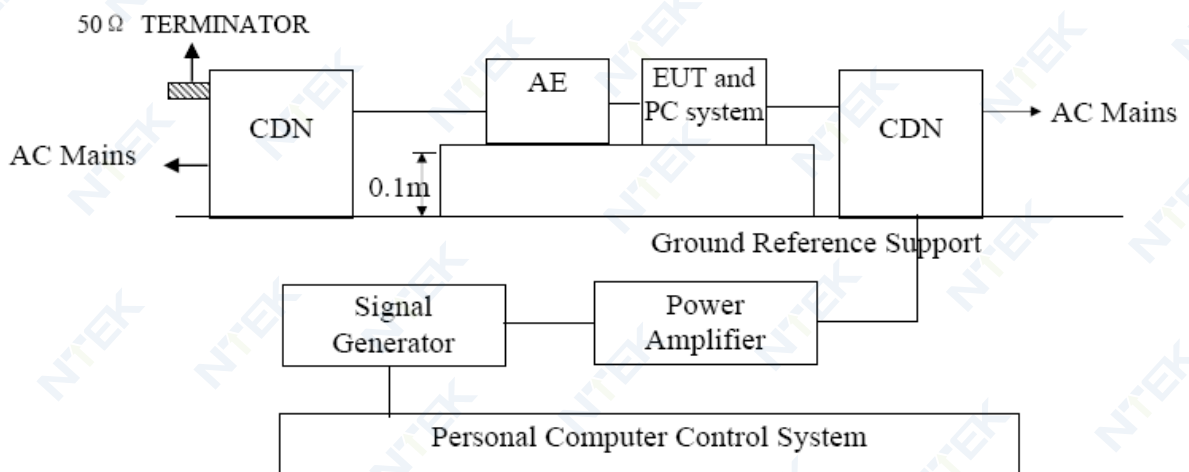 50Ω TERMINATOR
CDN
AC Mains
AE
EUT and
PC system
CDN
AC Mains
0.1m
Ground Reference Support
Signal
Generator
Power
Amplifier
Personal Computer Control System
NTEK